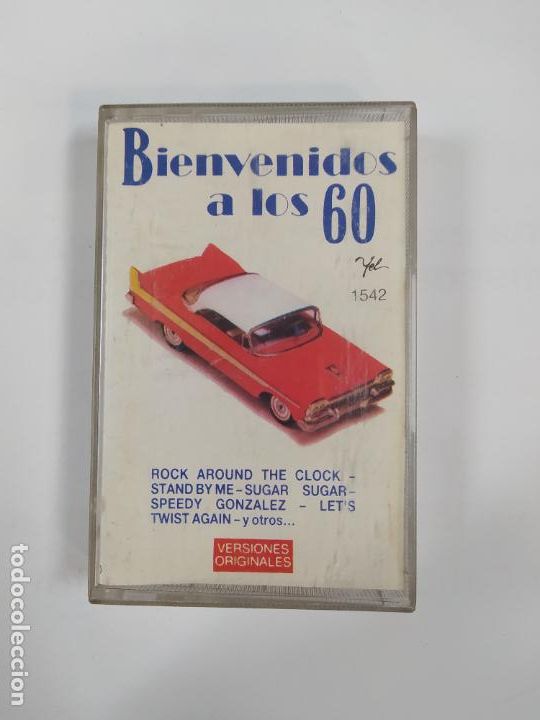 Bienvenidos
a los 60
Yel
1542
ROCK AROUND THE CLOCK -
STAND BY ME - SUGAR SUGAR -
SPEEDY GONZALEZ - LET'S
TWIST AGAIN - y otros...
VERSIONES
ORIGINALES
todocoleccion